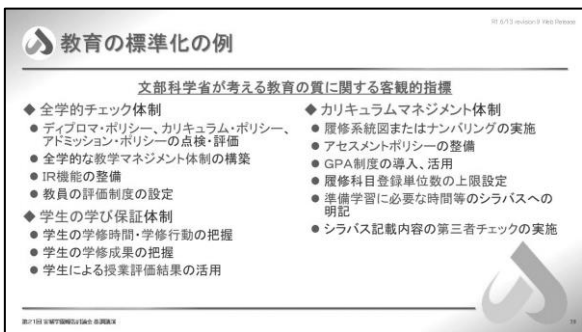 教育の標準化の例
文部科学省が考える教育の質に関する客観的指標
◆ 全学的チェック体制
● ディプロマ・ポリシー、カリキュラム・ポリシー、
アドミッション・ポリシーの点検・評価
● 全学的な教学マネジメント体制の構築
● IR機能の整備
● 教員の評価制度の設定
◆ 学生の学び保証体制
● 学生の学修時間・学修行動の把握
● 学生の学修成果の把握
● 学生による授業評価結果の活用
◆ カリキュラムマネジメント体制
● 履修系統図またはナンバリングの実施
● アセスメントポリシーの整備
● GPA制度の導入、活用
● 履修科目登録単位数の上限設定
● 準備学習に必要な時間等のシラバスへの
明記
● シラバス記載内容の第三者チェックの実施